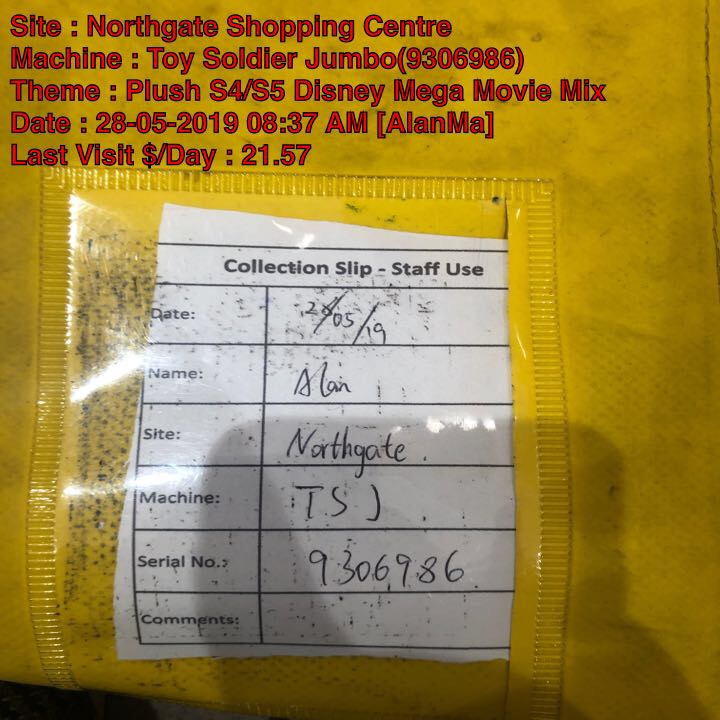 Site : Northgate Shopping Centre
Machine : Toy Soldier Jumbo(9306986)
Theme : Plush S4/S5 Disney Mega Movie Mix
Date : 28-05-2019 08:37 AM [AlanMa]
Last Visit $/Day : 21.57
Collection Slip - Staff Use
Date: 28/05/19
Name: Alan
Site: Northgate.
Machine: TSJ
Serial No.: 9306986
Comments: